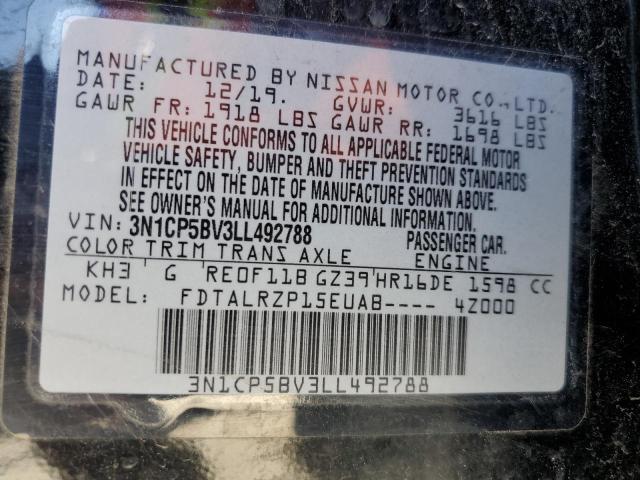 MANUFACTURED BY NISSAN MOTOR CO.,LTD.
DATE: 12/19. GVWR: 3616 LBS
GAWR FR: 1918 LBS GAWR RR: 1698 LBS
THIS VEHICLE CONFORMS TO ALL APPLICABLE FEDERAL MOTOR
VEHICLE SAFETY, BUMPER AND THEFT PREVENTION STANDARDS
IN EFFECT ON THE DATE OF MANUFACTURE SHOWN ABOVE.
SEE OWNER'S MANUAL FOR ADDITIONAL INFORMATION.
VIN: 3N1CP5BV3LL492788 PASSENGER CAR.
COLOR TRIM TRANS AXLE ENGINE
KH3 G RE0F11B GZ39 HR16DE 1598 CC
MODEL: FDTALRZP15EUAB---- 4Z000
3N1CP5BV3LL492788